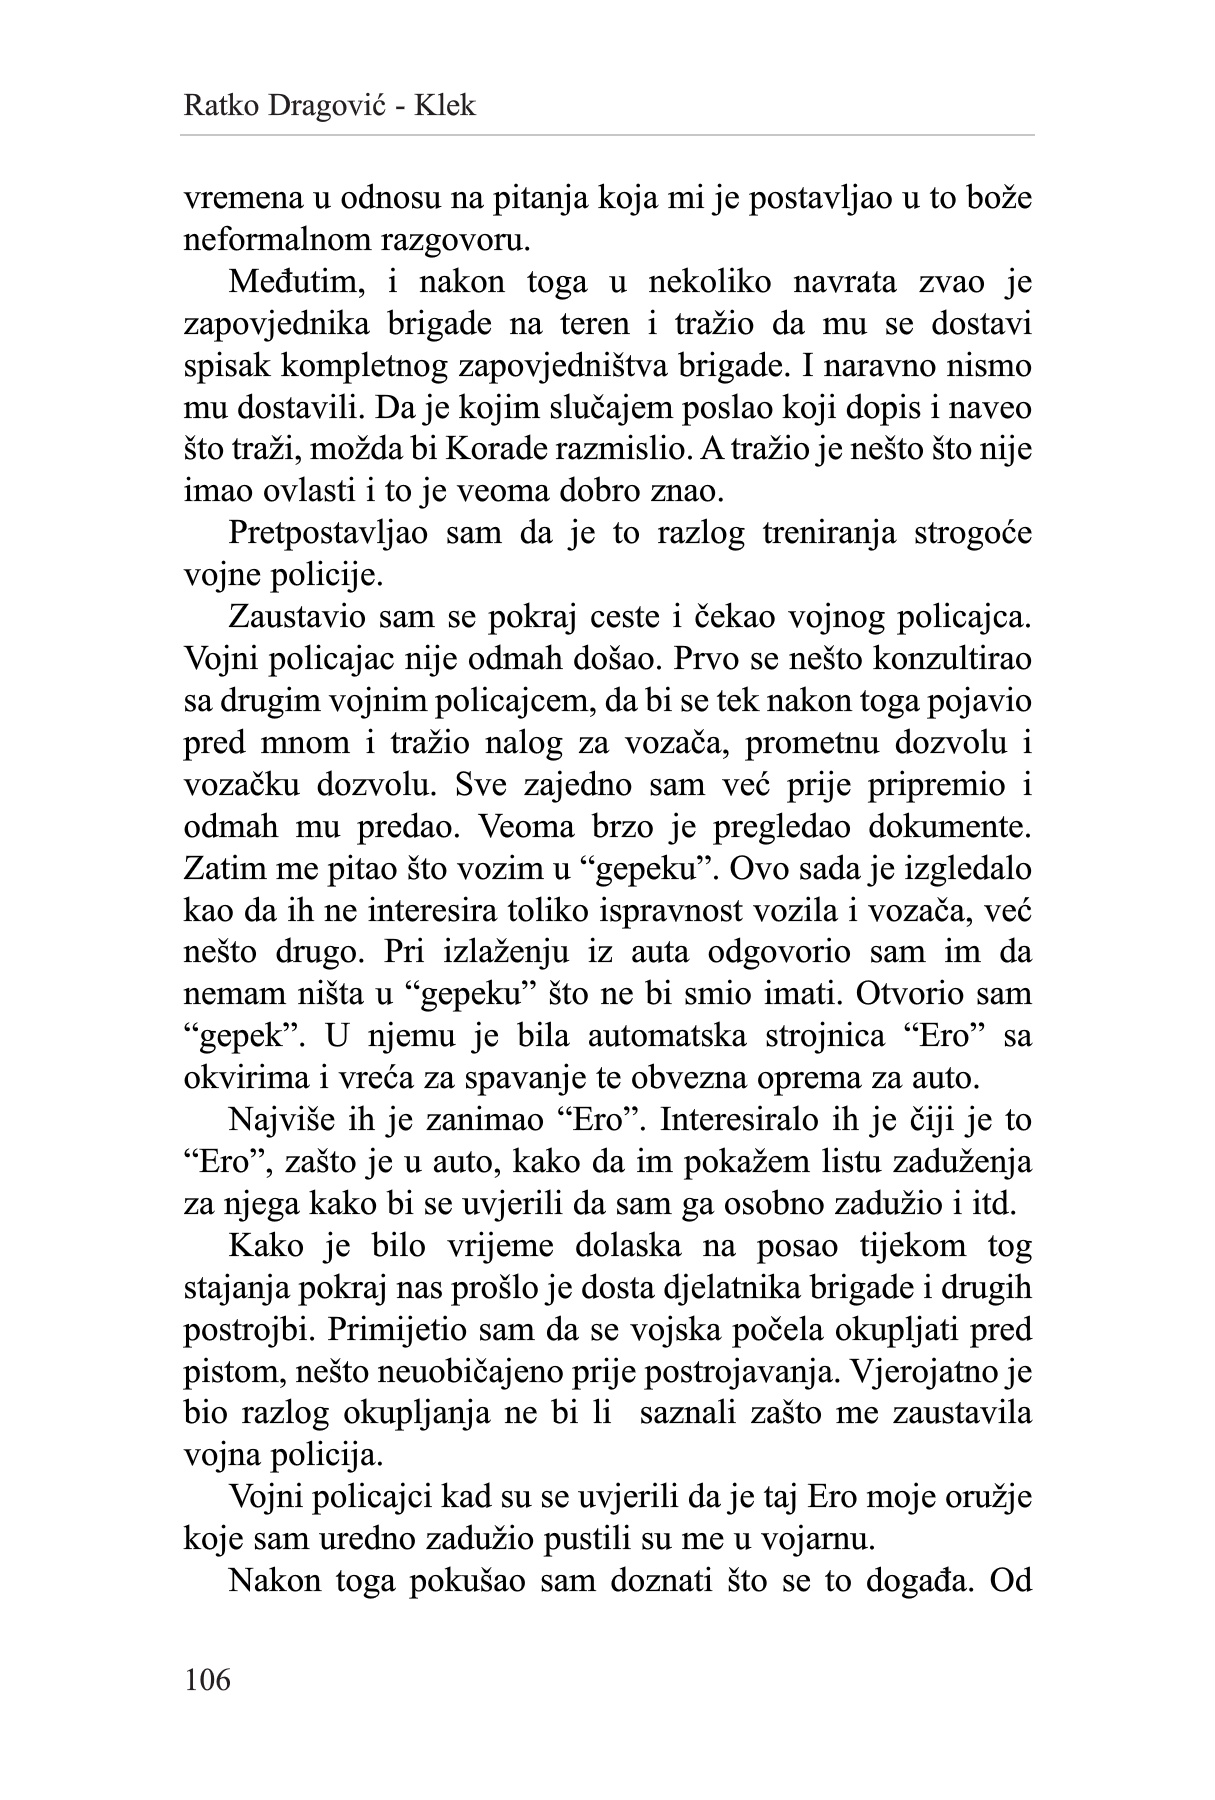 Ratko Dragović - Klek
vremena u odnosu na pitanja koja mi je postavljao u to bože
neformalnom razgovoru.
Međutim, i nakon toga u nekoliko navrata zvao je
zapovjednika brigade na teren i tražio da mu se dostavi
spisak kompletnog zapovjedništva brigade. I naravno nismo
mu dostavili. Da je kojim slučajem poslao koji dopis i naveo
što traži, možda bi Korade razmislio. A tražio je nešto što nije
imao ovlasti i to je veoma dobro znao.
Pretpostavljao sam da je to razlog treniranja strogoće
vojne policije.
Zaustavio sam se pokraj ceste i čekao vojnog policajca.
Vojni policajac nije odmah došao. Prvo se nešto konzultirao
sa drugim vojnim policajcem, da bi se tek nakon toga pojavio
pred mnom i tražio nalog za vozača, prometnu dozvolu i
vozačku dozvolu. Sve zajedno sam već prije pripremio i
odmah mu predao. Veoma brzo je pregledao dokumente.
Zatim me pitao što vozim u “gepeku”. Ovo sada je izgledalo
kao da ih ne interesira toliko ispravnost vozila i vozača, već
nešto drugo. Pri izlaženju iz auta odgovorio sam im da
nemam ništa u “gepeku” što ne bi smio imati. Otvorio sam
“gepek”. U njemu je bila automatska strojnica “Ero” sa
okvirima i vreća za spavanje te obvezna oprema za auto.
Najviše ih je zanimao “Ero”. Interesiralo ih je čiji je to
“Ero”, zašto je u auto, kako da im pokažem listu zaduženja
za njega kako bi se uvjerili da sam ga osobno zadužio i itd.
Kako je bilo vrijeme dolaska na posao tijekom tog
stajanja pokraj nas prošlo je dosta djelatnika brigade i drugih
postrojbi. Primijetio sam da se vojska počela okupljati pred
pistom, nešto neuobičajeno prije postrojavanja. Vjerojatno je
bio razlog okupljanja ne bi li  saznali zašto me zaustavila
vojna policija.
Vojni policajci kad su se uvjerili da je taj Ero moje oružje
koje sam uredno zadužio pustili su me u vojarnu.
Nakon toga pokušao sam doznati što se to događa. Od
106